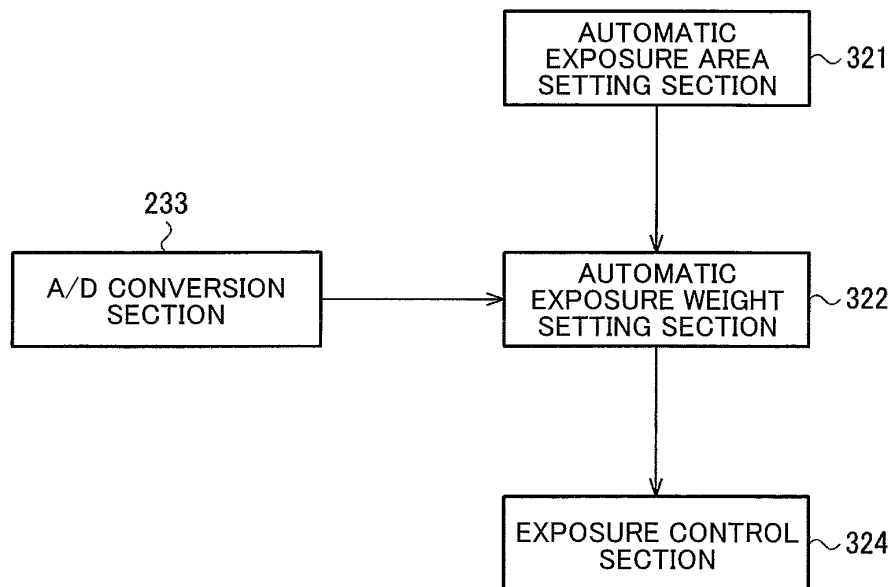 AUTOMATIC
EXPOSURE AREA
SETTING SECTION
321
233
A/D CONVERSION
SECTION
AUTOMATIC
EXPOSURE WEIGHT
SETTING SECTION
322
EXPOSURE CONTROL
SECTION
324